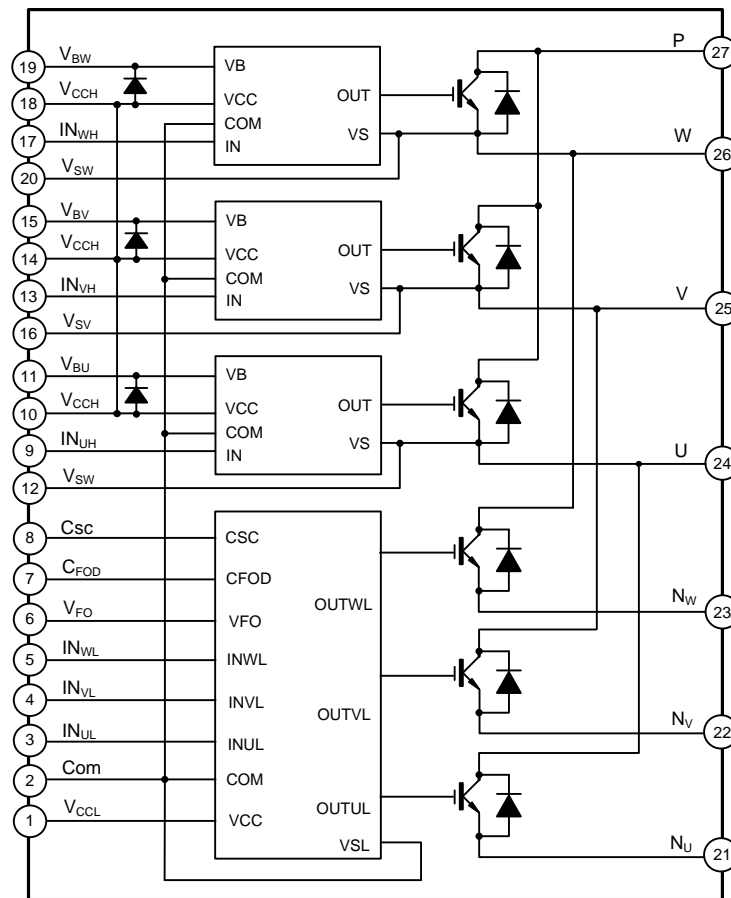 19 V_BW VB P 27
18 V_CCH VCC OUT
COM
17 IN_WH IN VS W 26
20 V_SW
15 V_BV VB
14 V_CCH VCC OUT
COM
13 IN_VH IN VS V 25
16 V_SV
11 V_BU VB
10 V_CCH VCC OUT
COM
9 IN_UH IN VS U 24
12 V_SW
8 Csc CSC
7 C_FOD CFOD
OUTWL
6 V_FO VFO N_W 23
5 IN_WL INWL
4 IN_VL INVL
OUTVL
3 IN_UL INUL N_V 22
2 Com COM
OUTUL
1 V_CCL VCC
VSL N_U 21